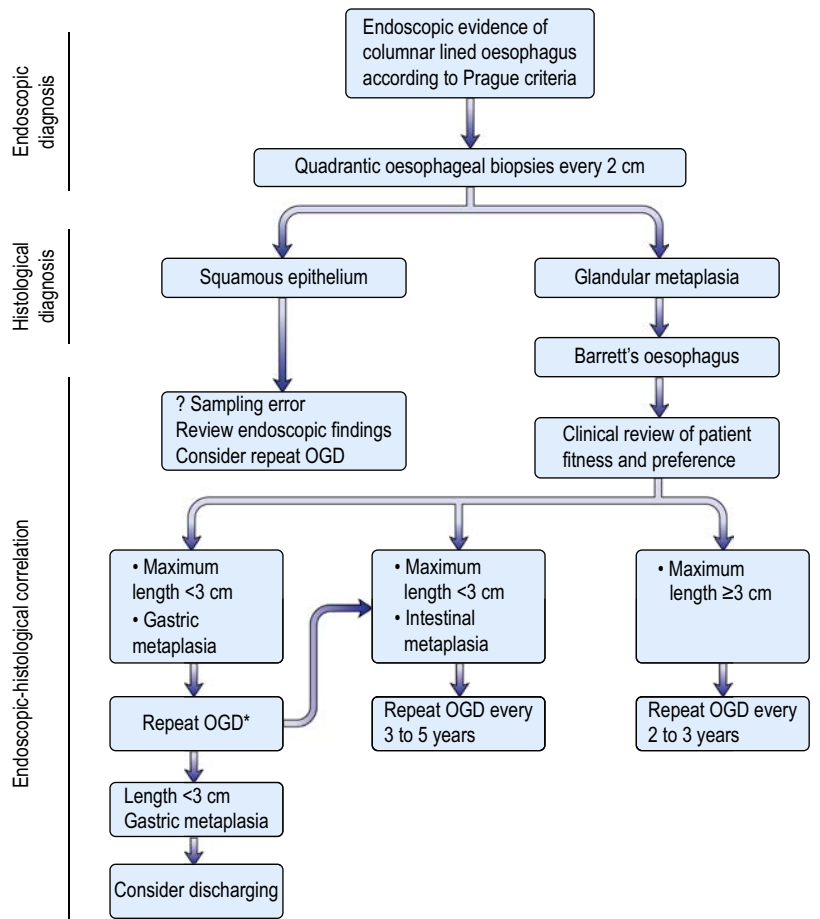 Endoscopic evidence of
columnar lined oesophagus
according to Prague criteria
Endoscopic
diagnosis
Quadrantic oesophageal biopsies every 2 cm
Histological
diagnosis
Squamous epithelium
Glandular metaplasia
Barrett's oesophagus
? Sampling error
Review endoscopic findings
Consider repeat OGD
Clinical review of patient
fitness and preference
Endoscopic-histological correlation
• Maximum
length <3 cm
• Gastric
metaplasia
• Maximum
length <3 cm
• Intestinal
metaplasia
• Maximum
length ≥3 cm
Repeat OGD*
Repeat OGD every
3 to 5 years
Repeat OGD every
2 to 3 years
Length <3 cm
Gastric metaplasia
Consider discharging